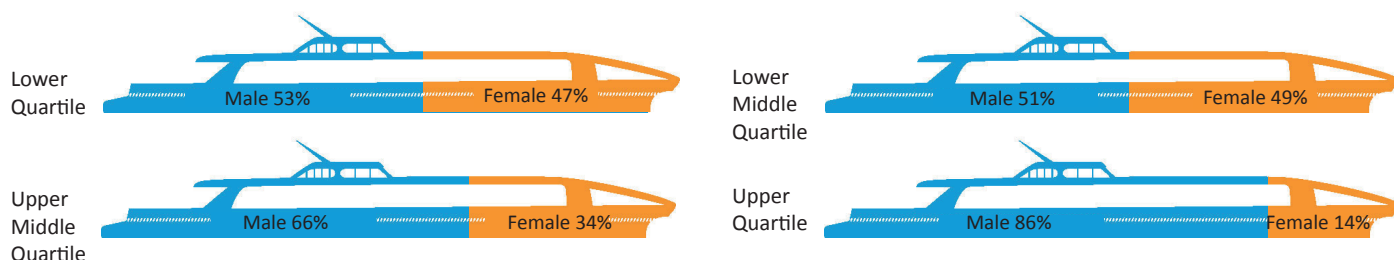 Lower
Quartile
Male 53%
Female 47%
Lower
Middle
Quartile
Male 51%
Female 49%
Upper
Middle
Quartile
Male 66%
Female 34%
Upper
Quartile
Male 86%
Female 14%